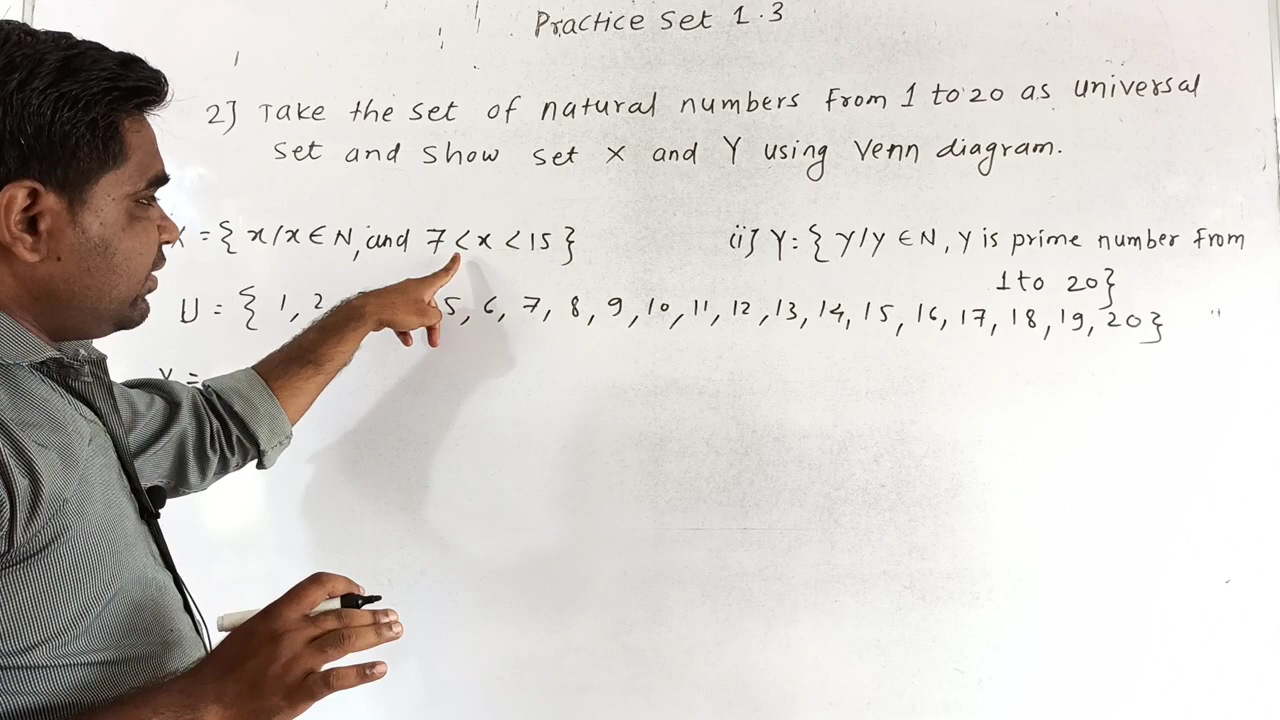 Practice Set 1.3
2] Take the set of natural numbers from 1 to 20 as universal
set and show set X and Y using Venn diagram.
X = { x/x ∈ N, and 7 < x < 15 }
(ii] Y = { y/y ∈ N, Y is prime number from
1 to 20}
U = { 1, 2 5, 6, 7, 8, 9, 10, 11, 12, 13, 14, 15, 16, 17, 18, 19, 20}
X =